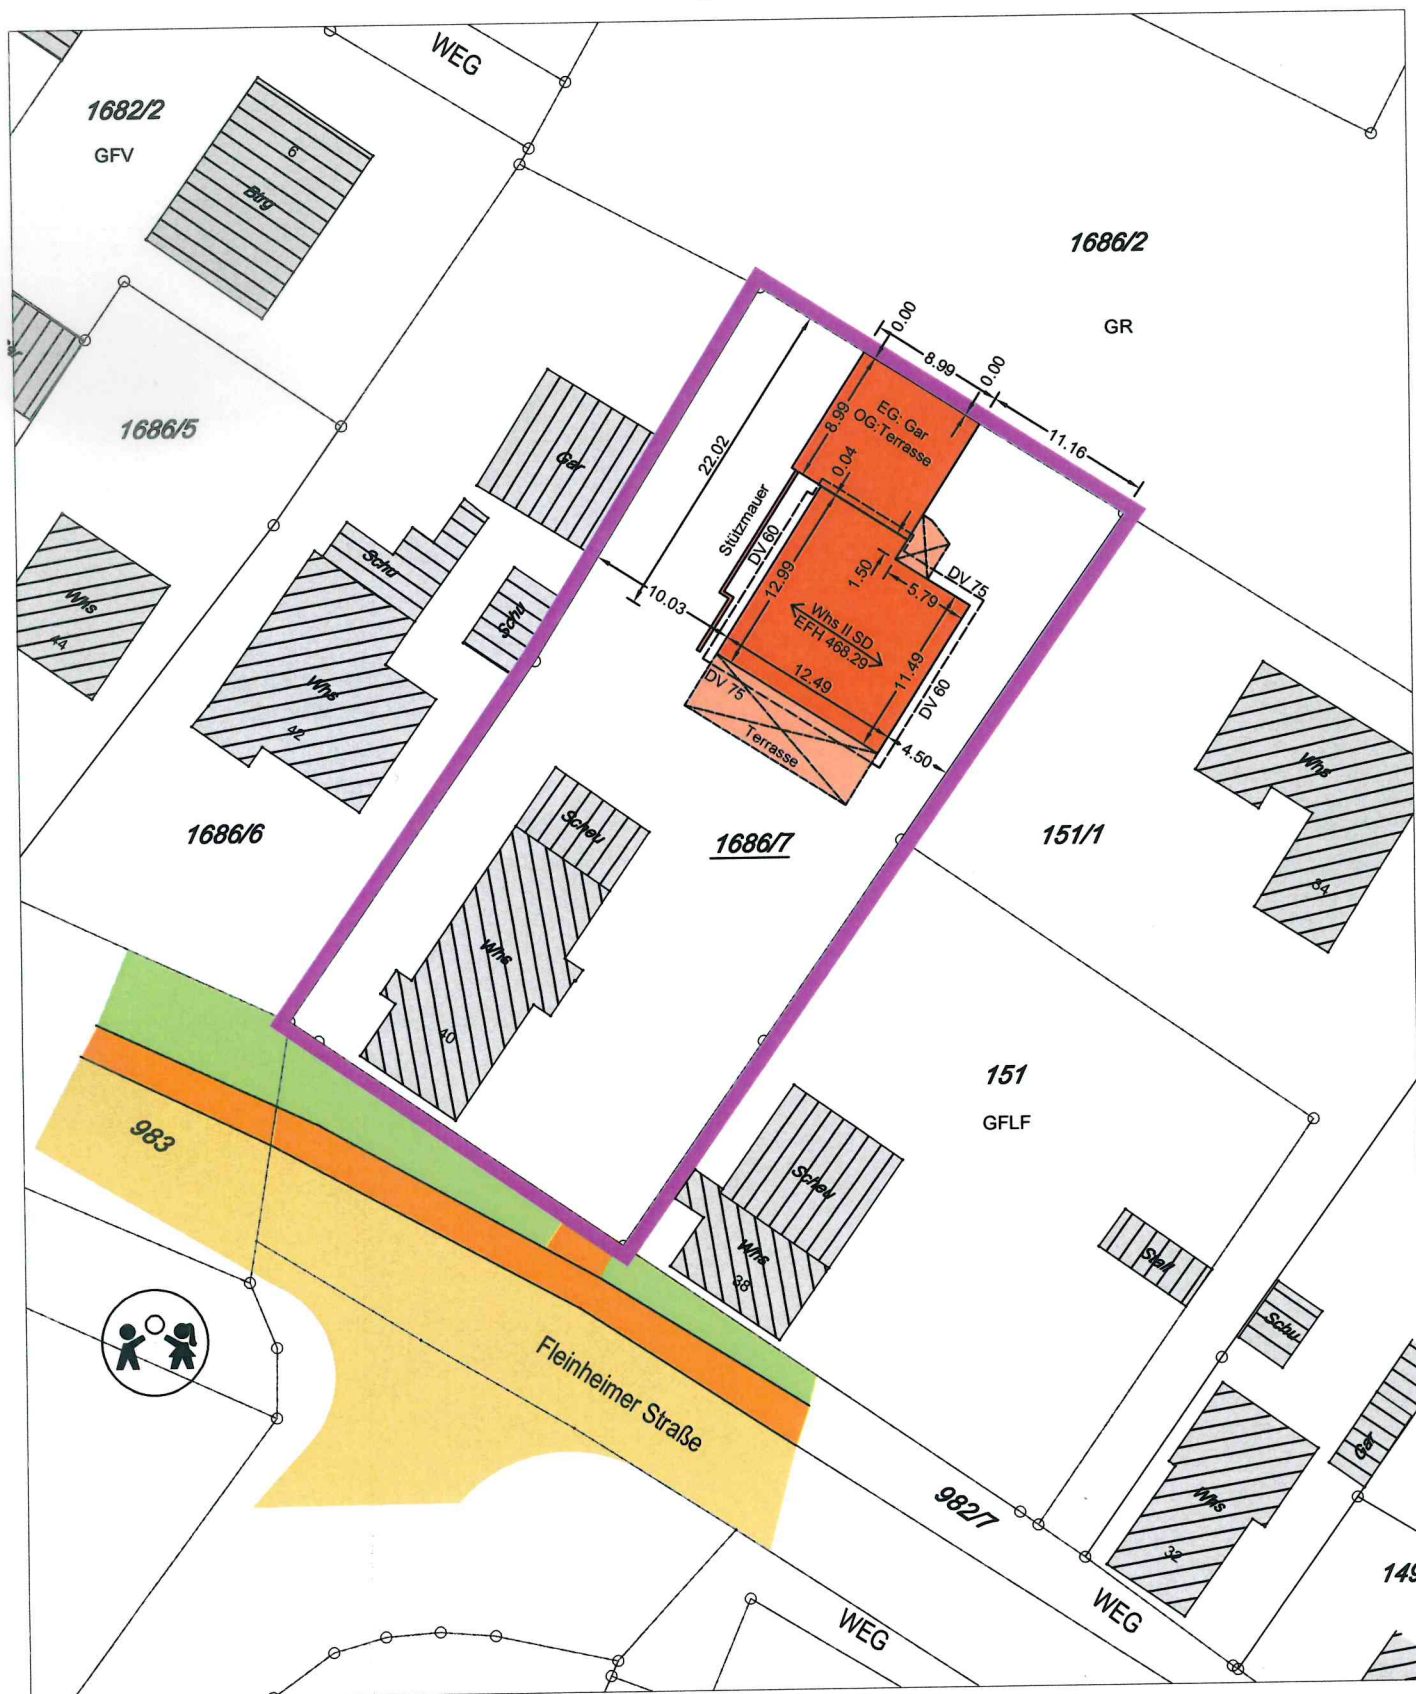 WEG
1682/2
GFV
6
Btrg
1686/2
GR
0.00
8.99
0.00
11.16
EG: Gar
OG:Terrasse
8.99
0.04
22.02
1686/5
Gar
Stützmauer
DV 60
12.99
1.50
5.79
DV 75
10.03
Whs II SD
EFH 468.29
11.49
12.49
DV 75
DV 60
Terrasse
4.50
Schu
Schu
Whs
44
Whs
42
Whs
34
1686/6
Scheu
1686/7
151/1
Whs
40
151
GFLF
983
Scheu
Whs
38
Stall
Schu
Fleinheimer Straße
Gar
Whs
32
982/7
149
WEG
WEG